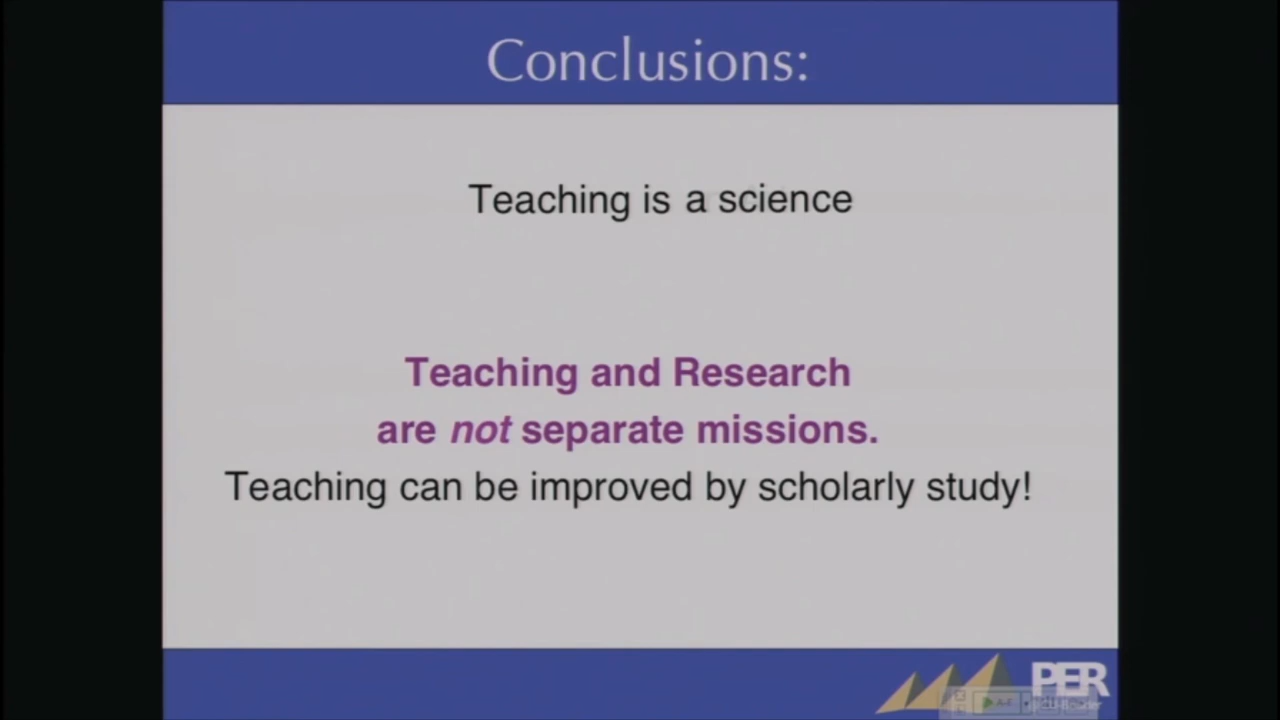 Conclusions:
Teaching is a science
Teaching and Research
are not separate missions.
Teaching can be improved by scholarly study!
PER